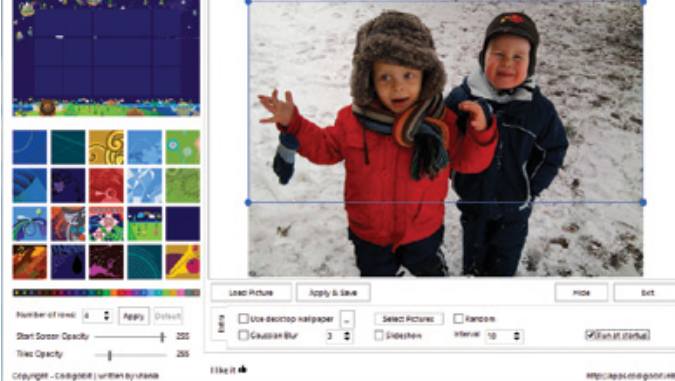 Load Picture Apply & Save Hide Exit
Number of rows: 4 Apply Default
Extra
Use desktop wallpaper ... Select Pictures Random
Start Screen Opacity 255
Gaussian Blur 3 Slideshow Interval 10 Run at startup
Tiles Opacity 255
I like it
Copyright - Codigobit | written by